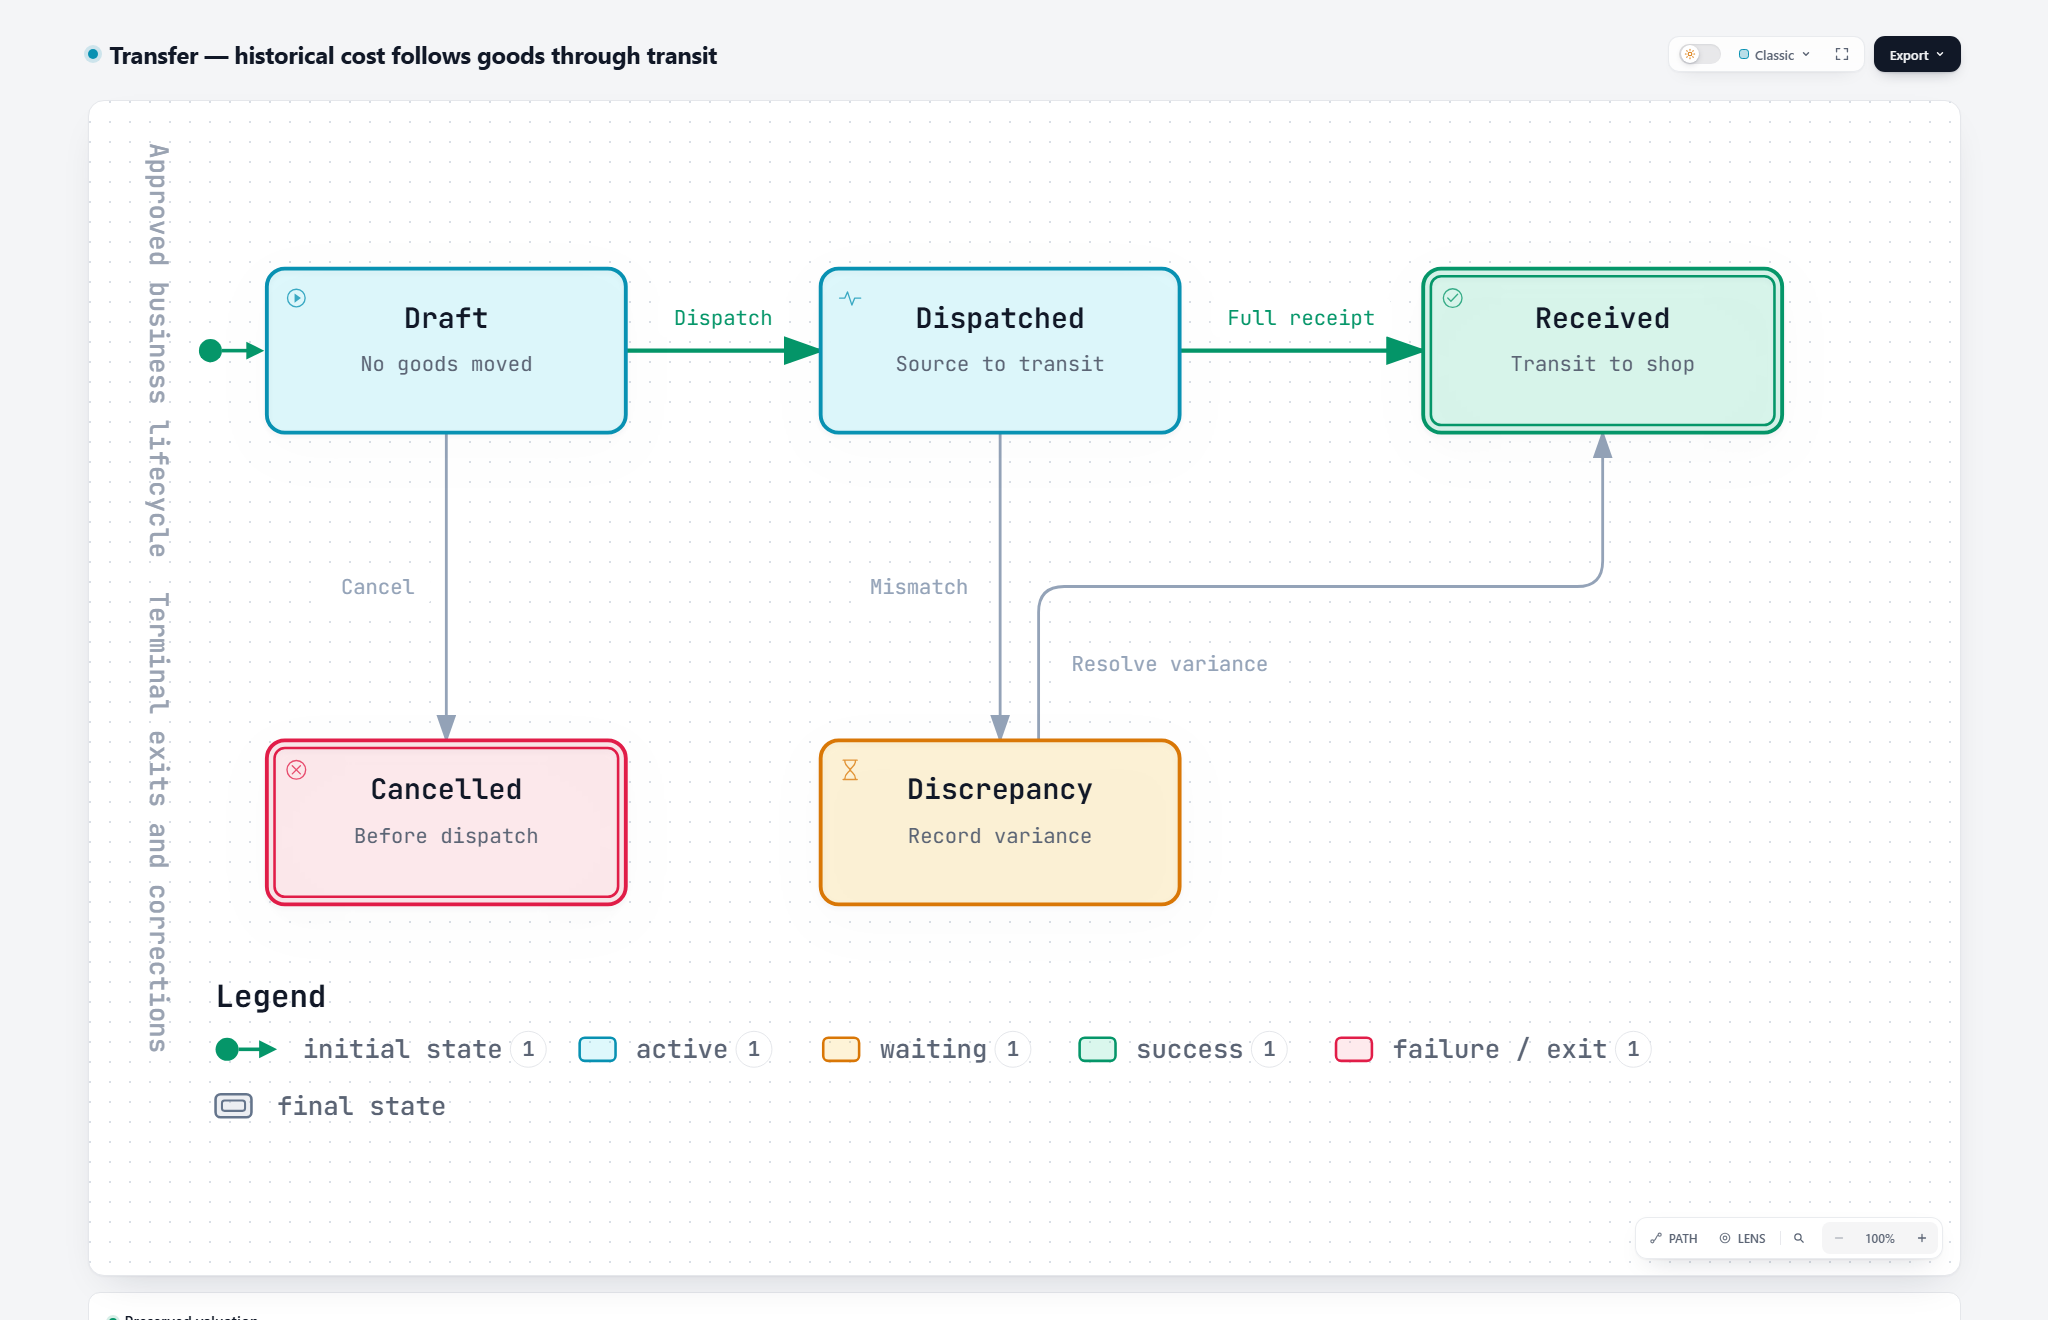 Transfer — historical cost follows goods through transit
Classic
Export
Approved business lifecycle
Terminal exits and corrections
Draft
No goods moved
Dispatch
Dispatched
Source to transit
Full receipt
Received
Transit to shop
Cancel
Mismatch
Resolve variance
Cancelled
Before dispatch
Discrepancy
Record variance
Legend
initial state 1
active 1
waiting 1
success 1
failure / exit 1
final state
PATH
LENS
100%
Preserved valuation